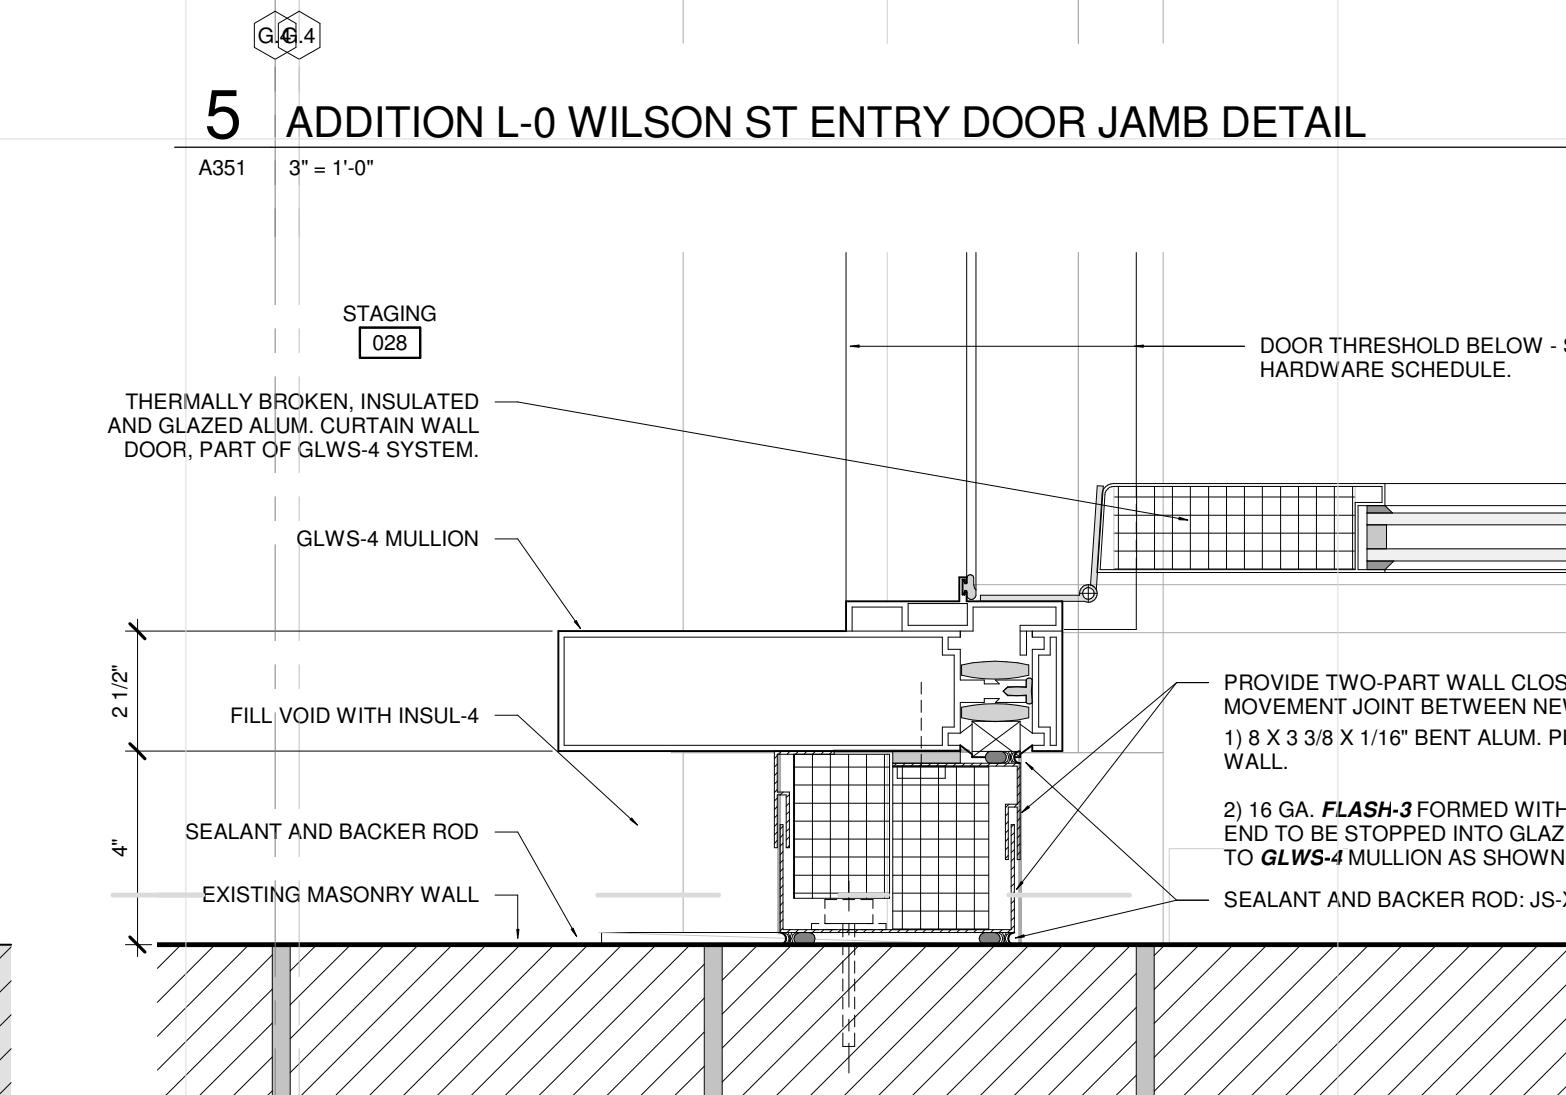 G.4 G.4
5 ADDITION L-0 WILSON ST ENTRY DOOR JAMB DETAIL
A351 3" = 1'-0"
STAGING
028
DOOR THRESHOLD BELOW -
HARDWARE SCHEDULE.
THERMALLY BROKEN, INSULATED
AND GLAZED ALUM. CURTAIN WALL
DOOR, PART OF GLWS-4 SYSTEM.
GLWS-4 MULLION
2 1/2"
FILL VOID WITH INSUL-4
PROVIDE TWO-PART WALL CLOS
MOVEMENT JOINT BETWEEN NE
1) 8 X 3 3/8 X 1/16" BENT ALUM. P
WALL.
2) 16 GA. FLASH-3 FORMED WITH
END TO BE STOPPED INTO GLAZ
TO GLWS-4 MULLION AS SHOWN
4"
SEALANT AND BACKER ROD
EXISTING MASONRY WALL
SEALANT AND BACKER ROD: JS-